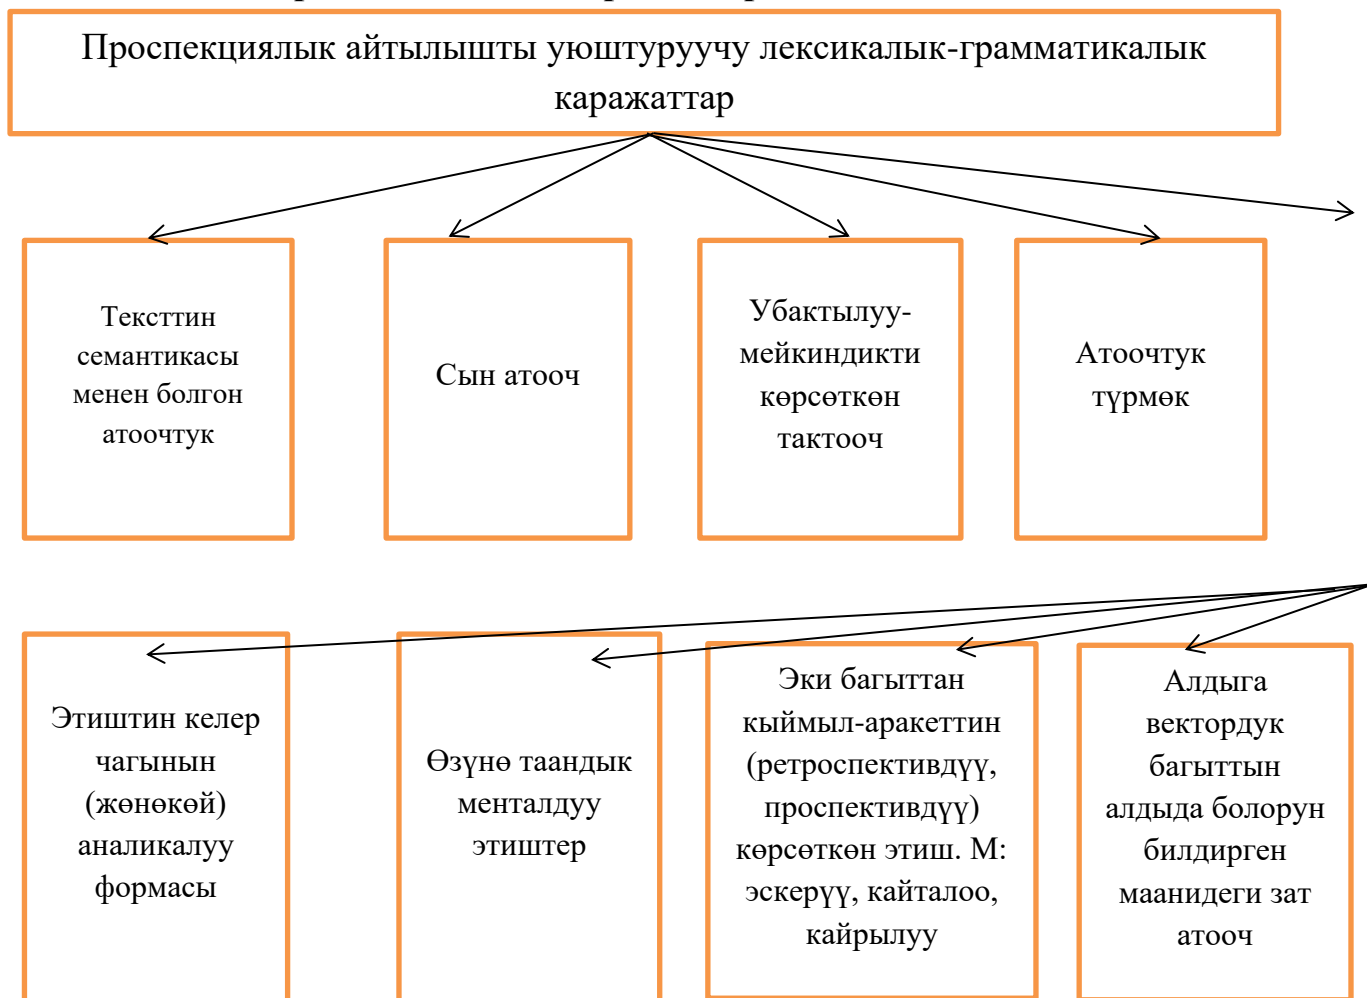 Проспекциялык айтылышты уюштуруучу лексикалык-грамматикалык
каражаттар
Тексттин
семантикасы
менен болгон
атоочтук
Сын атооч
Убактылуу-
мейкиндикти
көрсөткөн
тактооч
Атоочтук
түрмөк
Этиштин келер
чагынын
(жөнөкөй)
аналикалуу
формасы
Өзүнө таандык
менталдуу
этиштер
Эки багыттан
кыймыл-аракеттин
(ретроспективдүү,
проспективдүү)
көрсөткөн этиш. М:
эскерүү, кайталоо,
кайрылуу
Алдыга
вектордук
багыттын
алдыда болорун
билдирген
маанидеги зат
атооч